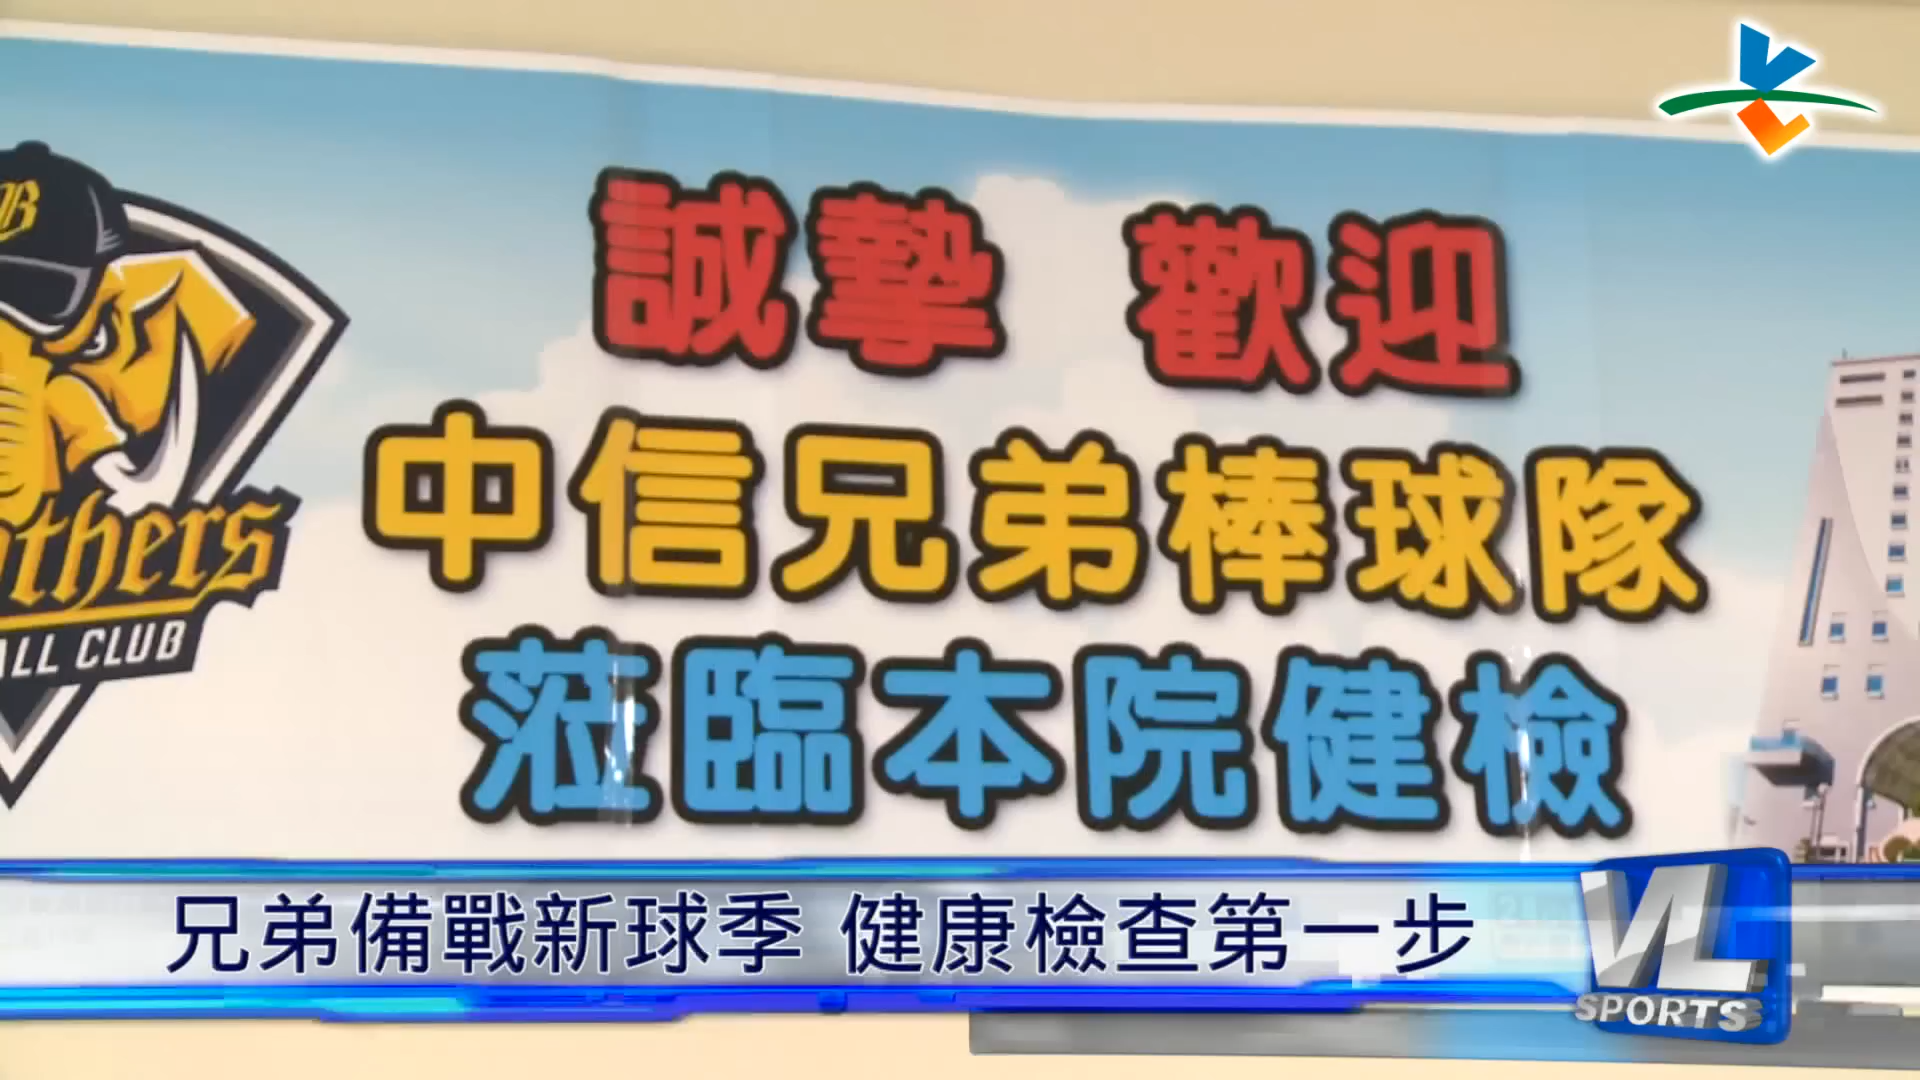 誠摯 歡迎
中信兄弟棒球隊
蒞臨本院健檢
B
thers
ALL CLUB
兄弟備戰新球季 健康檢查第一步
VL
SPORTS